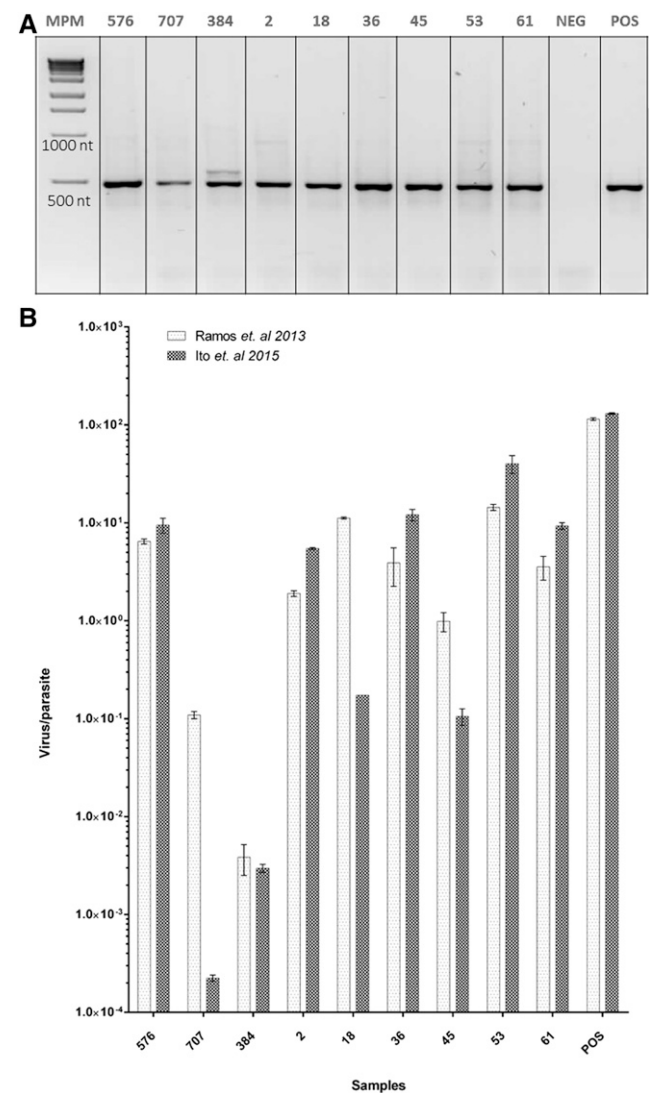 A
MPM 576 707 384 2 18 36 45 53 61 NEG POS
1000 nt
500 nt
B
Ramos et. al 2013
Ito et. al 2015
1.0×10³
1.0×10²
1.0×10¹
1.0×10⁰
1.0×10⁻¹
1.0×10⁻²
1.0×10⁻³
1.0×10⁻⁴
Virus/parasite
576 707 384 2 18 36 45 53 61 POS
Samples